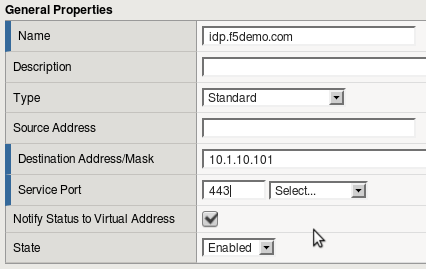 General Properties
Name idp.f5demo.com
Description
Type Standard
Source Address
Destination Address/Mask 10.1.10.101
Service Port 443 Select...
Notify Status to Virtual Address
State Enabled